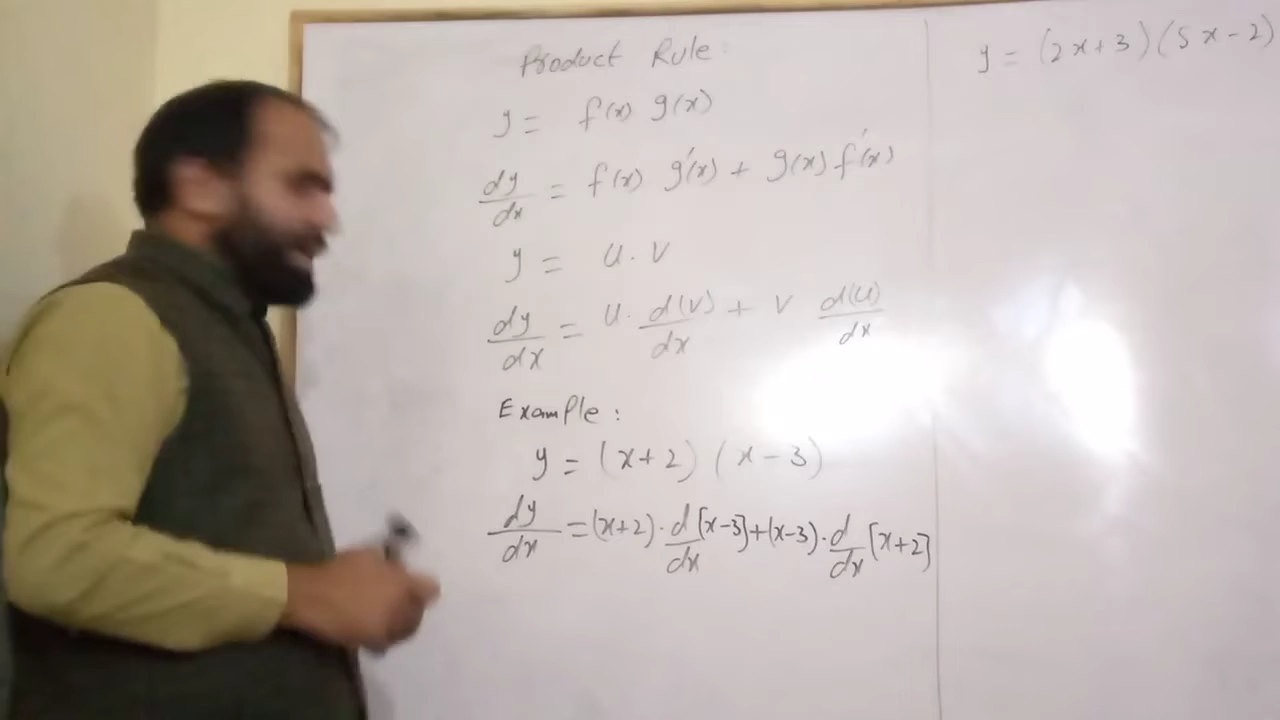 Product Rule:
y = f(x) g(x)
dy/dx = f(x) g'(x) + g(x) f'(x)
y = u . v
dy/dx = u . d(v)/dx + v d(u)/dx
Example:
y = (x+2) (x-3)
dy/dx = (x+2) . d/dx [x-3] + (x-3) . d/dx [x+2]
y = (2x+3)(5x-2)